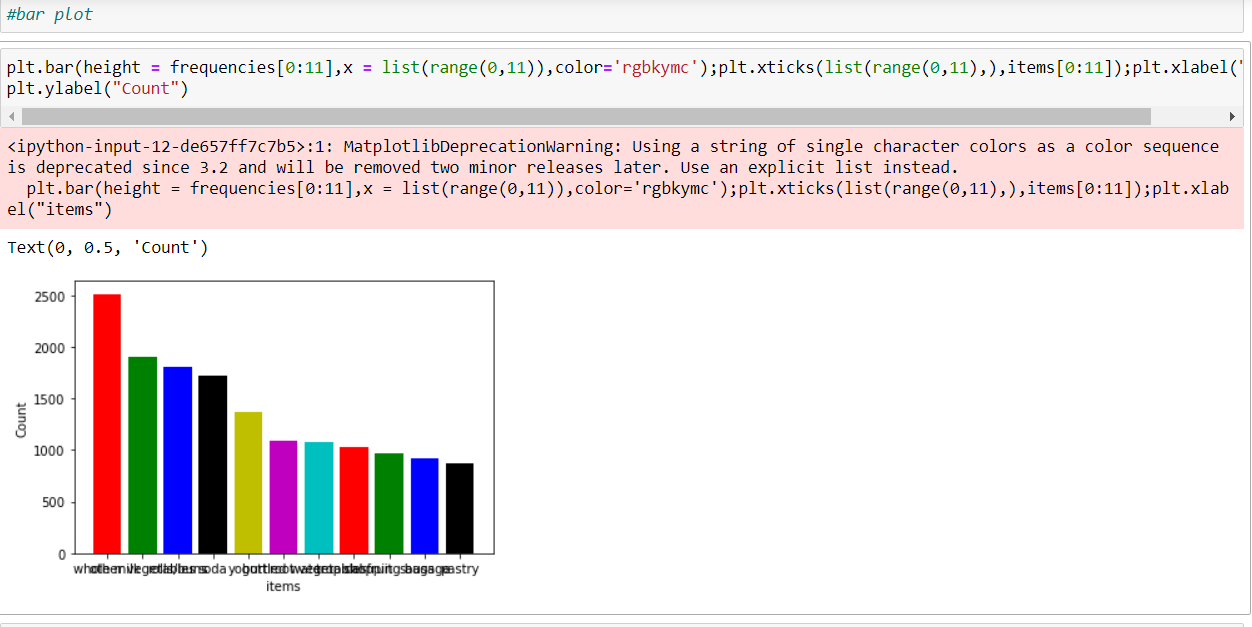 #bar plot
plt.bar(height = frequencies[0:11],x = list(range(0,11)),color='rgbkymc');plt.xticks(list(range(0,11),),items[0:11]);plt.xlabel('
plt.ylabel("Count")
<ipython-input-12-de657ff7c7b5>:1: MatplotlibDeprecationWarning: Using a string of single character colors as a color sequence
is deprecated since 3.2 and will be removed two minor releases later. Use an explicit list instead.
plt.bar(height = frequencies[0:11],x = list(range(0,11)),color='rgbkymc');plt.xticks(list(range(0,11),),items[0:11]);plt.xlab
el("items")
Text(0, 0.5, 'Count')
2500
2000
1500
1000
500
0
Count
soda pastry
items